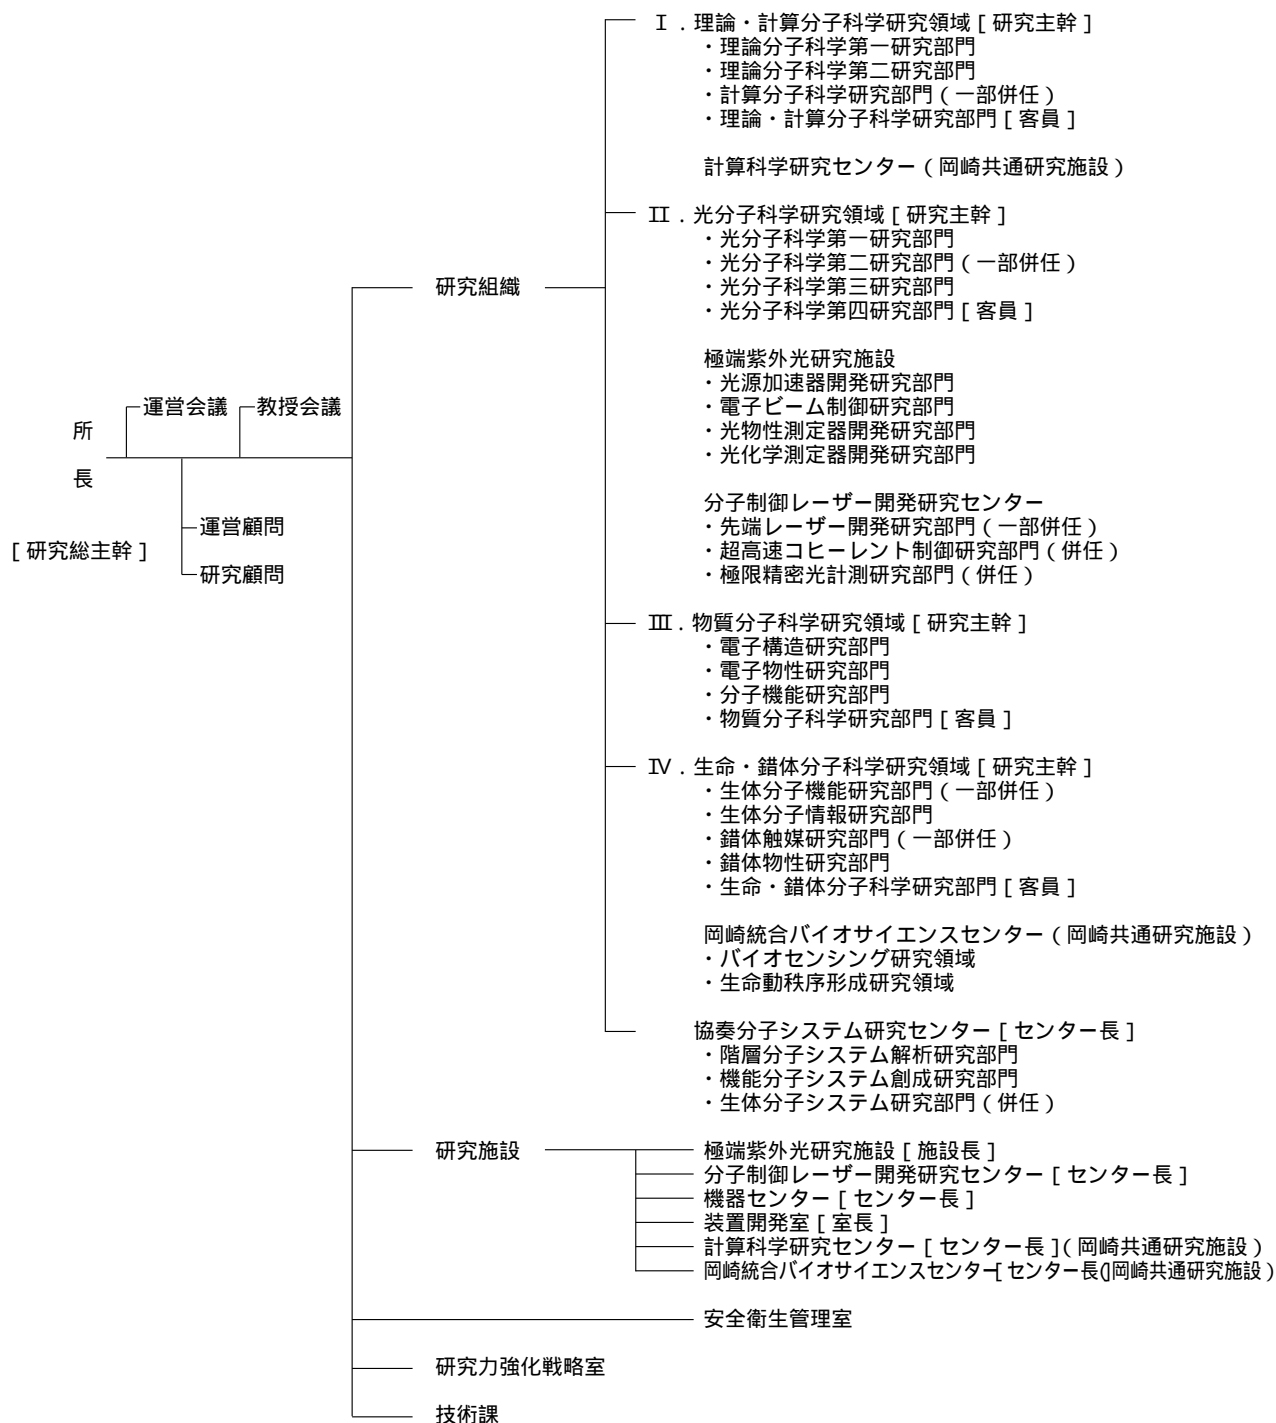 Ⅰ．理論・計算分子科学研究領域［研究主幹］
・理論分子科学第一研究部門
・理論分子科学第二研究部門
・計算分子科学研究部門（一部併任）
・理論・計算分子科学研究部門［客員］
計算科学研究センター（岡崎共通研究施設）
Ⅱ．光分子科学研究領域［研究主幹］
・光分子科学第一研究部門
・光分子科学第二研究部門（一部併任）
研究組織
・光分子科学第三研究部門
・光分子科学第四研究部門［客員］
極端紫外光研究施設
・光源加速器開発研究部門
・電子ビーム制御研究部門
・光物性測定器開発研究部門
・光化学測定器開発研究部門
運営会議
教授会議
所
長
［研究総主幹］
運営顧問
研究顧問
分子制御レーザー開発研究センター
・先端レーザー開発研究部門（一部併任）
・超高速コヒーレント制御研究部門（併任）
・極限精密光計測研究部門（併任）
Ⅲ．物質分子科学研究領域［研究主幹］
・電子構造研究部門
・電子物性研究部門
・分子機能研究部門
・物質分子科学研究部門［客員］
Ⅳ．生命・錯体分子科学研究領域［研究主幹］
・生体分子機能研究部門（一部併任）
・生体分子情報研究部門
・錯体触媒研究部門（一部併任）
・錯体物性研究部門
・生命・錯体分子科学研究部門［客員］
岡崎統合バイオサイエンスセンター（岡崎共通研究施設）
・バイオセンシング研究領域
・生命動秩序形成研究領域
協奏分子システム研究センター［センター長］
・階層分子システム解析研究部門
・機能分子システム創成研究部門
・生体分子システム研究部門（併任）
研究施設
極端紫外光研究施設［施設長］
分子制御レーザー開発研究センター［センター長］
機器センター［センター長］
装置開発室［室長］
計算科学研究センター［センター長］（岡崎共通研究施設）
岡崎統合バイオサイエンスセンター［センター長］（岡崎共通研究施設）
安全衛生管理室
研究力強化戦略室
技術課